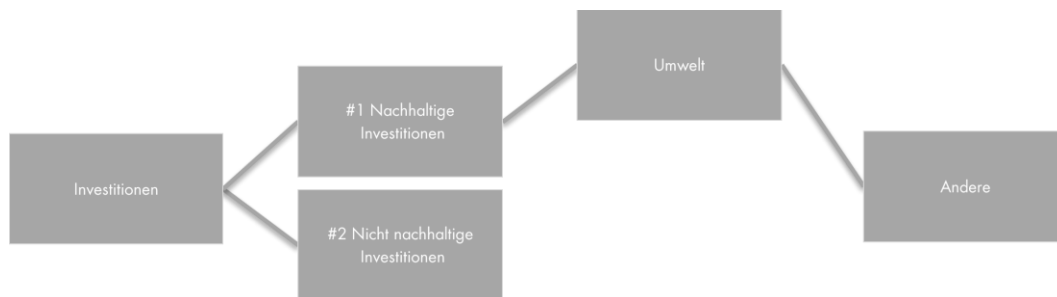 Investitionen
#1 Nachhaltige
Investitionen
#2 Nicht nachhaltige
Investitionen
Umwelt
Andere